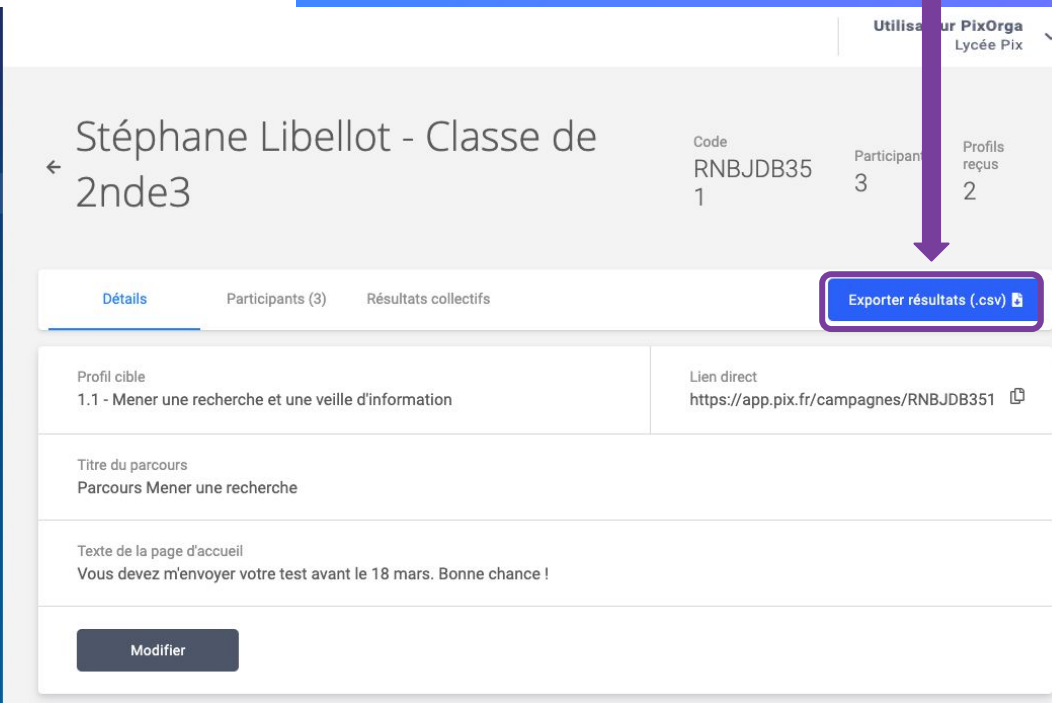 Utilisa ur PixOrga
Lycée Pix
Stéphane Libellot - Classe de
2nde3
Code
RNBJDB35
1
Participant
3
Profils
reçus
2
Détails
Participants (3)
Résultats collectifs
Exporter résultats (.csv)
Profil cible
1.1 - Mener une recherche et une veille d'information
Lien direct
https://app.pix.fr/campagnes/RNBJDB351
Titre du parcours
Parcours Mener une recherche
Texte de la page d'accueil
Vous devez m'envoyer votre test avant le 18 mars. Bonne chance !
Modifier